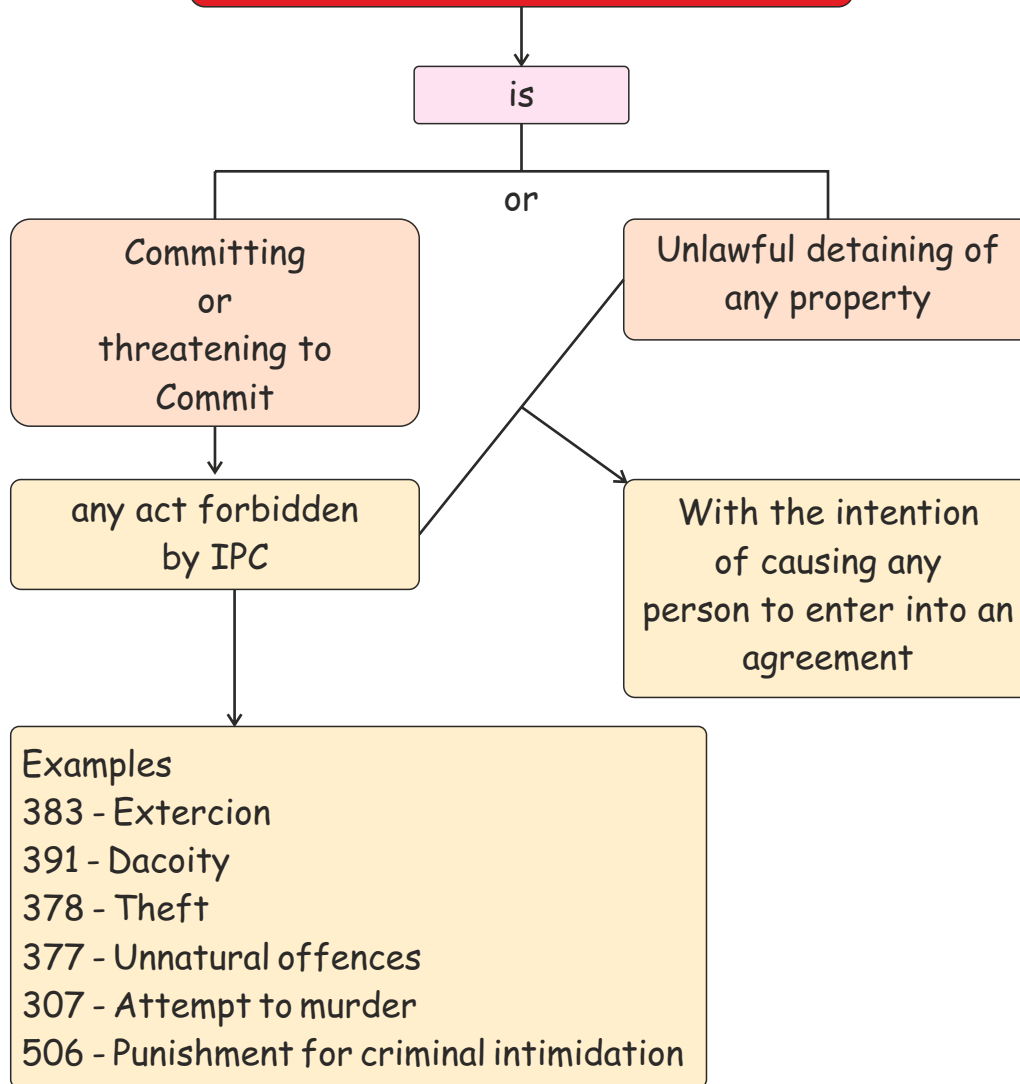 is
or
Committing
or
threatening to
Commit
Unlawful detaining of
any property
any act forbidden
by IPC
With the intention
of causing any
person to enter into an
agreement
Examples
383 - Extercion
391 - Dacoity
378 - Theft
377 - Unnatural offences
307 - Attempt to murder
506 - Punishment for criminal intimidation